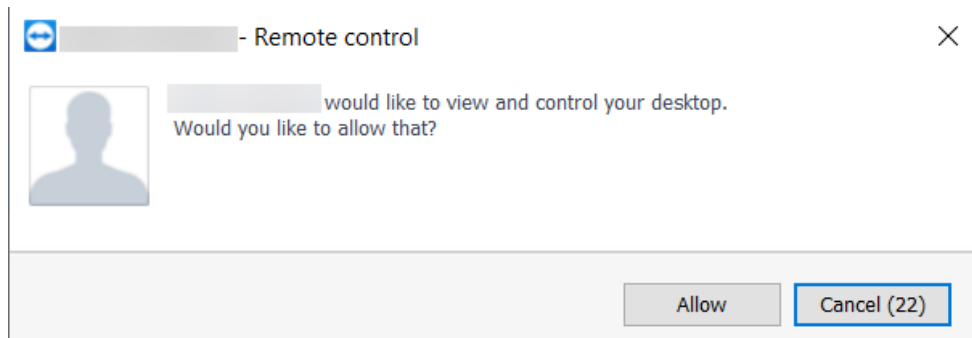 - Remote control
would like to view and control your desktop.
Would you like to allow that?
Allow
Cancel (22)